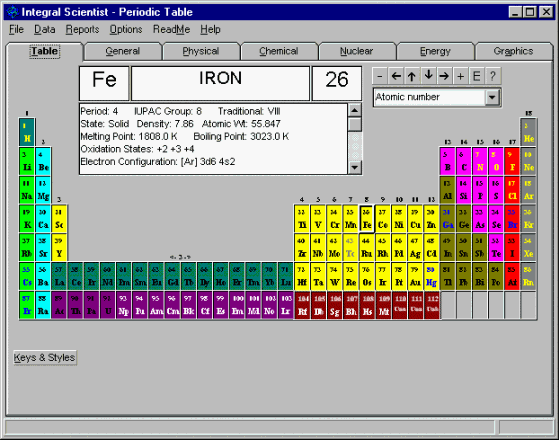 Integral Scientist - Periodic Table
File Data Reports Options ReadMe Help
Table General Physical Chemical Nuclear Energy Graphics
Fe IRON 26
- + E ?
Atomic number
Period: 4 IUPAC Group: 8 Traditional: VIII
State: Solid Density: 7.86 Atomic Wt: 55.847
Melting Point: 1808.0 K Boiling Point: 3023.0 K
Oxidation States: +2 +3 +4
Electron Configuration: [Ar] 3d6 4s2
1 18
1 2
H He
2 13 14 15 16 17
3 4 5 6 7 8 9 10
Li Be B C N O F Ne
11 12 13 14 15 16 17 18
Na Mg Al Si P S Cl Ar
3 4 5 6 7 8 9 10 11 12
19 20 21 22 23 24 25 26 27 28 29 30 31 32 33 34 35 36
K Ca Sc Ti V Cr Mn Fe Co Ni Cu Zn Ga Ge As Se Br Kr
37 38 39 40 41 42 43 44 45 46 47 48 49 50 51 52 53 54
Rb Sr Y Zr Nb Mo Tc Ru Rh Pd Ag Cd In Sn Sb Te I Xe
55 56 57 58 59 60 61 62 63 64 65 66 67 68 69 70 71 72 73 74 75 76 77 78 79 80 81 82 83 84 85 86
Cs Ba La Ce Pr Nd Pm Sm Eu Gd Tb Dy Ho Er Tm Yb Lu Hf Ta W Re Os Ir Pt Au Hg Tl Pb Bi Po At Rn
87 88 89 90 91 92 93 94 95 96 97 98 99 100 101 102 103 104 105 106 107 108 109 110 111 112
Fr Ra Ac Th Pa U Np Pu Am Cm Bk Cf Es Fm Md No Lr Rf Db Sg Bh Hs Mt Uun Uuu Uub
Keys & Styles